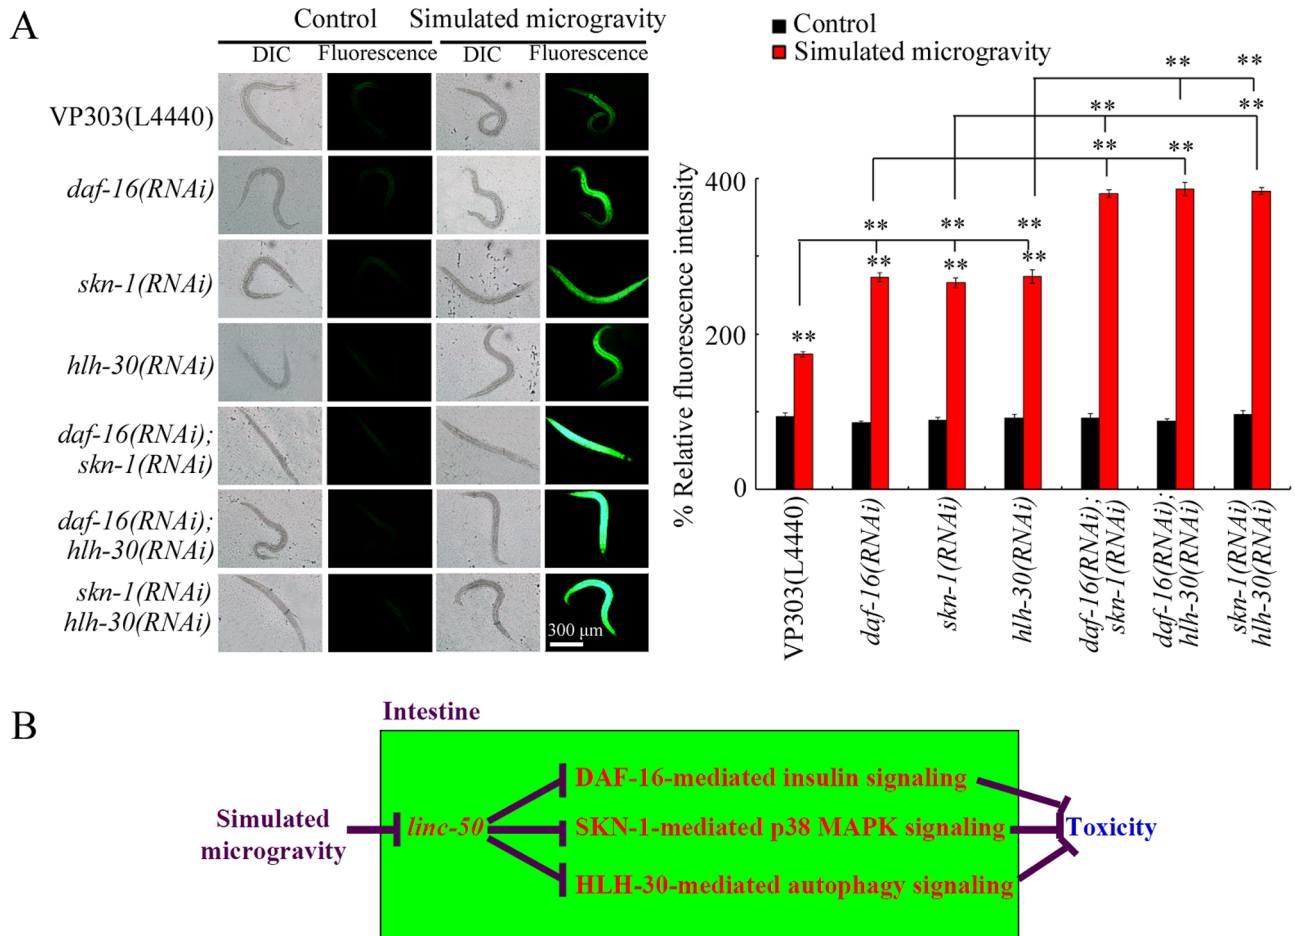 A
Control
Simulated microgravity
DIC
Fluorescence
DIC
Fluorescence
VP303(L4440)
daf-16(RNAi)
skn-1(RNAi)
hlh-30(RNAi)
daf-16(RNAi);
skn-1(RNAi)
daf-16(RNAi);
hlh-30(RNAi)
skn-1(RNAi)
hlh-30(RNAi)
300 μm
Control
Simulated microgravity
% Relative fluorescence intensity
400
200
0
** **
** **
** **
** ** **
** ** **
**
VP303(L4440)
daf-16(RNAi)
skn-1(RNAi)
hlh-30(RNAi)
daf-16(RNAi);
skn-1(RNAi)
daf-16(RNAi);
hlh-30(RNAi)
skn-1(RNAi)
hlh-30(RNAi)
B
Intestine
Simulated
microgravity
linc-50
DAF-16-mediated insulin signaling
SKN-1-mediated p38 MAPK signaling
HLH-30-mediated autophagy signaling
Toxicity